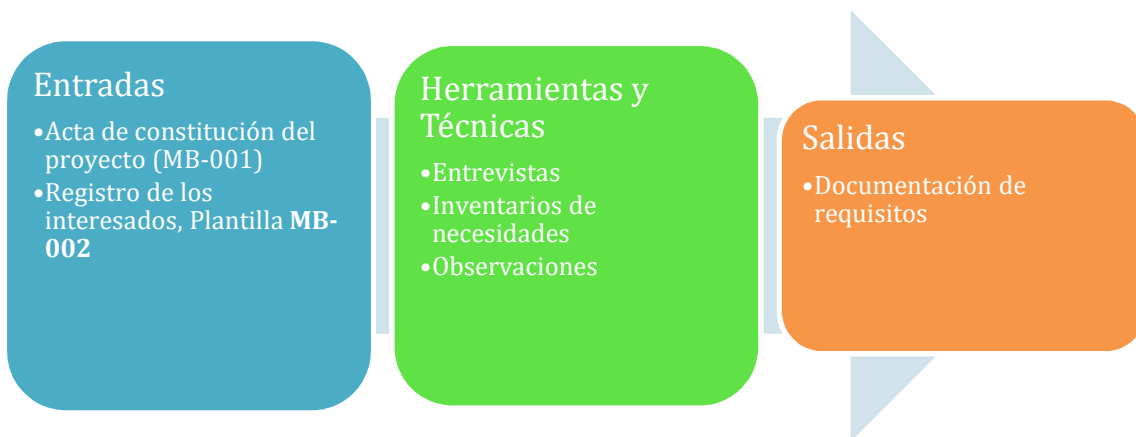 Entradas
•Acta de constitución del
proyecto (MB-001)
•Registro de los
interesados, Plantilla MB-
002
Herramientas y
Técnicas
•Entrevistas
•Inventarios de
necesidades
•Observaciones
Salidas
•Documentación de
requisitos